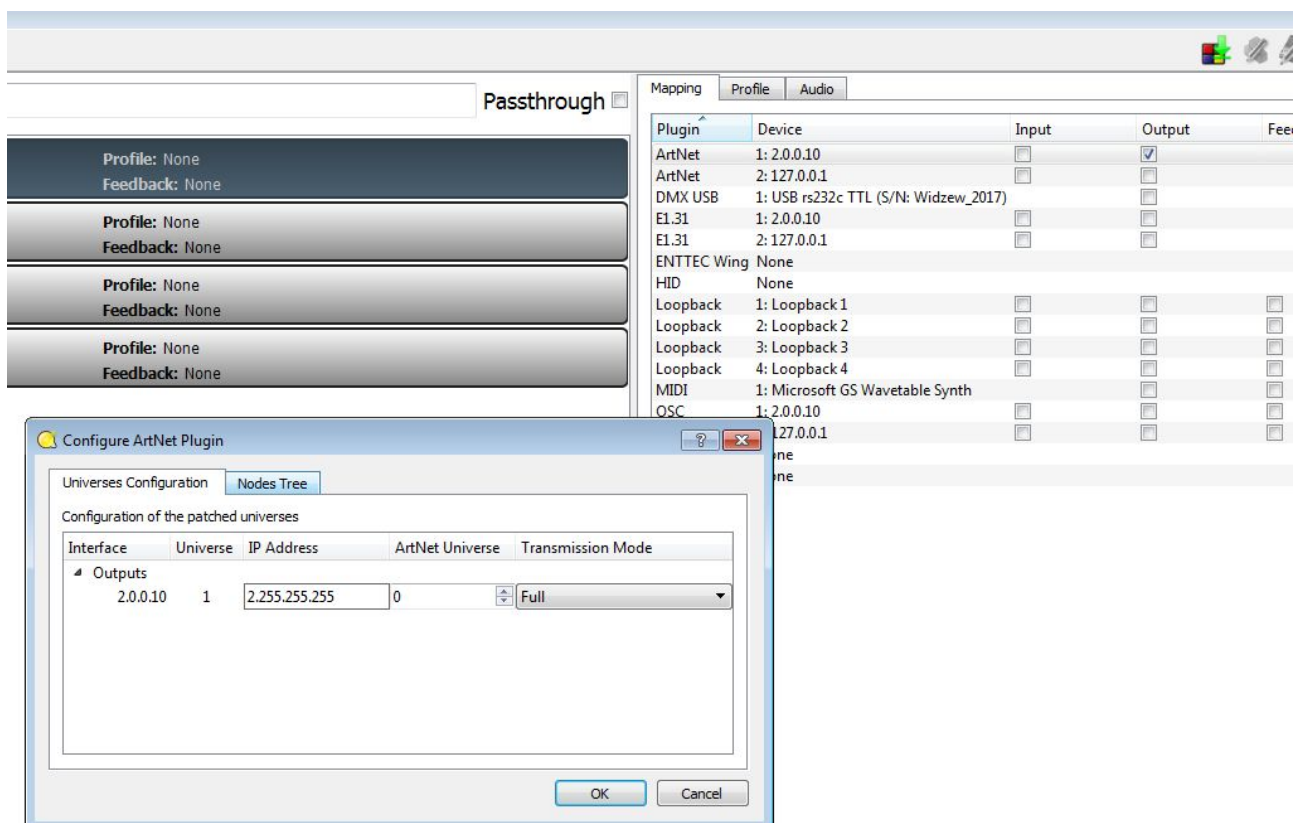 Passthrough
Profile: None
Feedback: None
Profile: None
Feedback: None
Profile: None
Feedback: None
Profile: None
Feedback: None
Mapping Profile Audio
Plugin Device Input Output
ArtNet 1: 2.0.0.10
ArtNet 2: 127.0.0.1
DMX USB 1: USB rs232c TTL (S/N: Widzew_2017)
E1.31 1: 2.0.0.10
E1.31 2: 127.0.0.1
ENTTEC Wing None
HID None
Loopback 1: Loopback 1
Loopback 2: Loopback 2
Loopback 3: Loopback 3
Loopback 4: Loopback 4
MIDI 1: Microsoft GS Wavetable Synth
OSC 1: 2.0.0.10
127.0.0.1
Configure ArtNet Plugin
Universes Configuration Nodes Tree
Configuration of the patched universes
Interface Universe IP Address ArtNet Universe Transmission Mode
Outputs
2.0.0.10 1 2.255.255.255 0 Full
OK Cancel